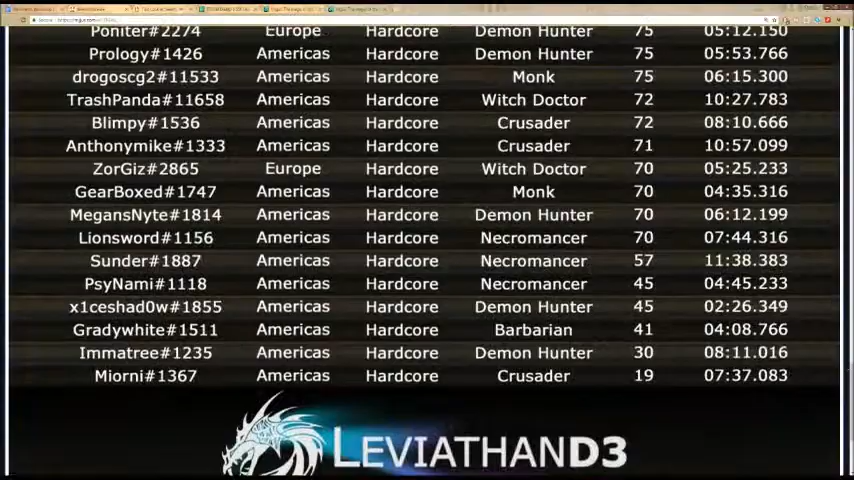 Poniter#2274 Europe Hardcore Demon Hunter 75 05:12.150
Prology#1426 Americas Hardcore Demon Hunter 75 05:53.766
drogoscg2#11533 Americas Hardcore Monk 75 06:15.300
TrashPanda#11658 Americas Hardcore Witch Doctor 72 10:27.783
Blimpy#1536 Americas Hardcore Crusader 72 08:10.666
Anthonymike#1333 Americas Hardcore Crusader 71 10:57.099
ZorGiz#2865 Europe Hardcore Witch Doctor 70 05:25.233
GearBoxed#1747 Americas Hardcore Monk 70 04:35.316
MegansNyte#1814 Americas Hardcore Demon Hunter 70 06:12.199
Lionsword#1156 Americas Hardcore Necromancer 70 07:44.316
Sunder#1887 Americas Hardcore Necromancer 57 11:38.383
PsyNami#1118 Americas Hardcore Necromancer 45 04:45.233
x1ceshad0w#1855 Americas Hardcore Demon Hunter 45 02:26.349
Gradywhite#1511 Americas Hardcore Barbarian 41 04:08.766
Immatree#1235 Americas Hardcore Demon Hunter 30 08:11.016
Miorni#1367 Americas Hardcore Crusader 19 07:37.083
LEVIATHAND3